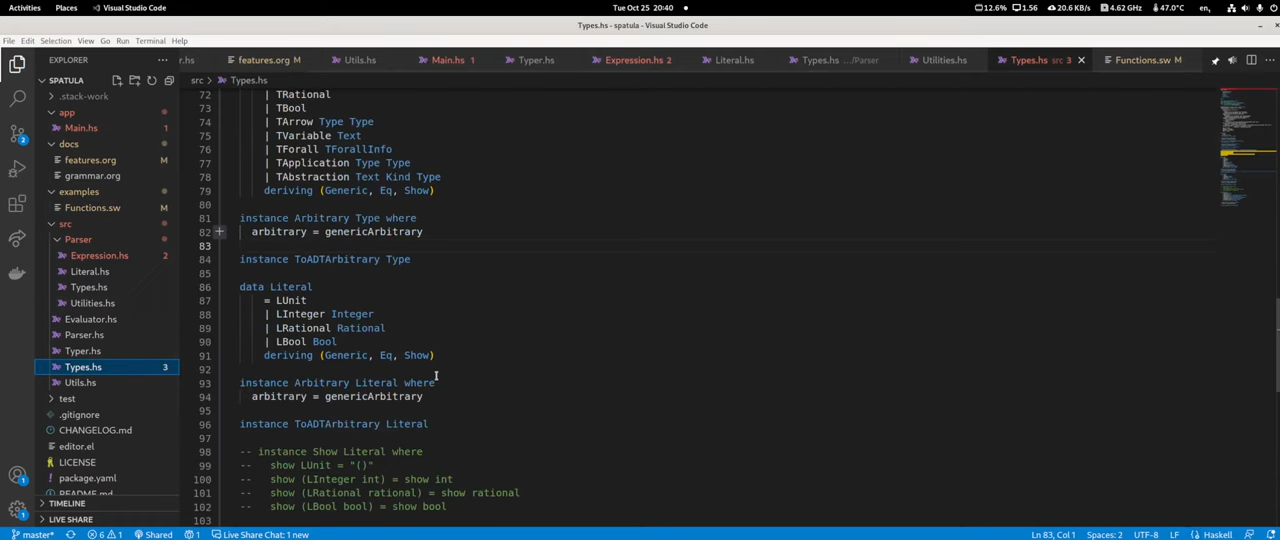 Activities Places Visual Studio Code Tue Oct 25 20:40 12.6% 1.56 20.6 KB/s 4.62 GHz 47.0°C en
Types.hs - spatula - Visual Studio Code
File Edit Selection View Go Run Terminal Help
EXPLORER
er.hs features.org M Utils.hs Main.hs 1 Typer.hs Expression.hs 2 Literal.hs Types.hs .../Parser Utilities.hs Types.hs src 3 Functions.sw M
SPATULA
src > Types.hs
.stack-work
app
Main.hs 1
docs
features.org M
grammar.org
examples
Functions.sw M
src
Parser
Expression.hs 2
Literal.hs
Types.hs
Utilities.hs
Evaluator.hs
Parser.hs
Typer.hs
Types.hs 3
Utils.hs
test
.gitignore
CHANGELOG.md
editor.el
LICENSE
package.yaml
README.md
TIMELINE
LIVE SHARE
72 | TRational
73 | TBool
74 | TArrow Type Type
75 | TVariable Text
76 | TForall TForallInfo
77 | TApplication Type Type
78 | TAbstraction Text Kind Type
79 deriving (Generic, Eq, Show)
80
81 instance Arbitrary Type where
82 arbitrary = genericArbitrary
83
84 instance ToADTArbitrary Type
85
86 data Literal
87 = LUnit
88 | LInteger Integer
89 | LRational Rational
90 | LBool Bool
91 deriving (Generic, Eq, Show)
92
93 instance Arbitrary Literal where
94 arbitrary = genericArbitrary
95
96 instance ToADTArbitrary Literal
97
98 -- instance Show Literal where
99 -- show LUnit = "()"
100 -- show (LInteger int) = show int
101 -- show (LRational rational) = show rational
102 -- show (LBool bool) = show bool
103
master* 6 1 Shared 1 Live Share Chat: 1 new Ln 83, Col 1 Spaces: 2 UTF-8 LF Haskell